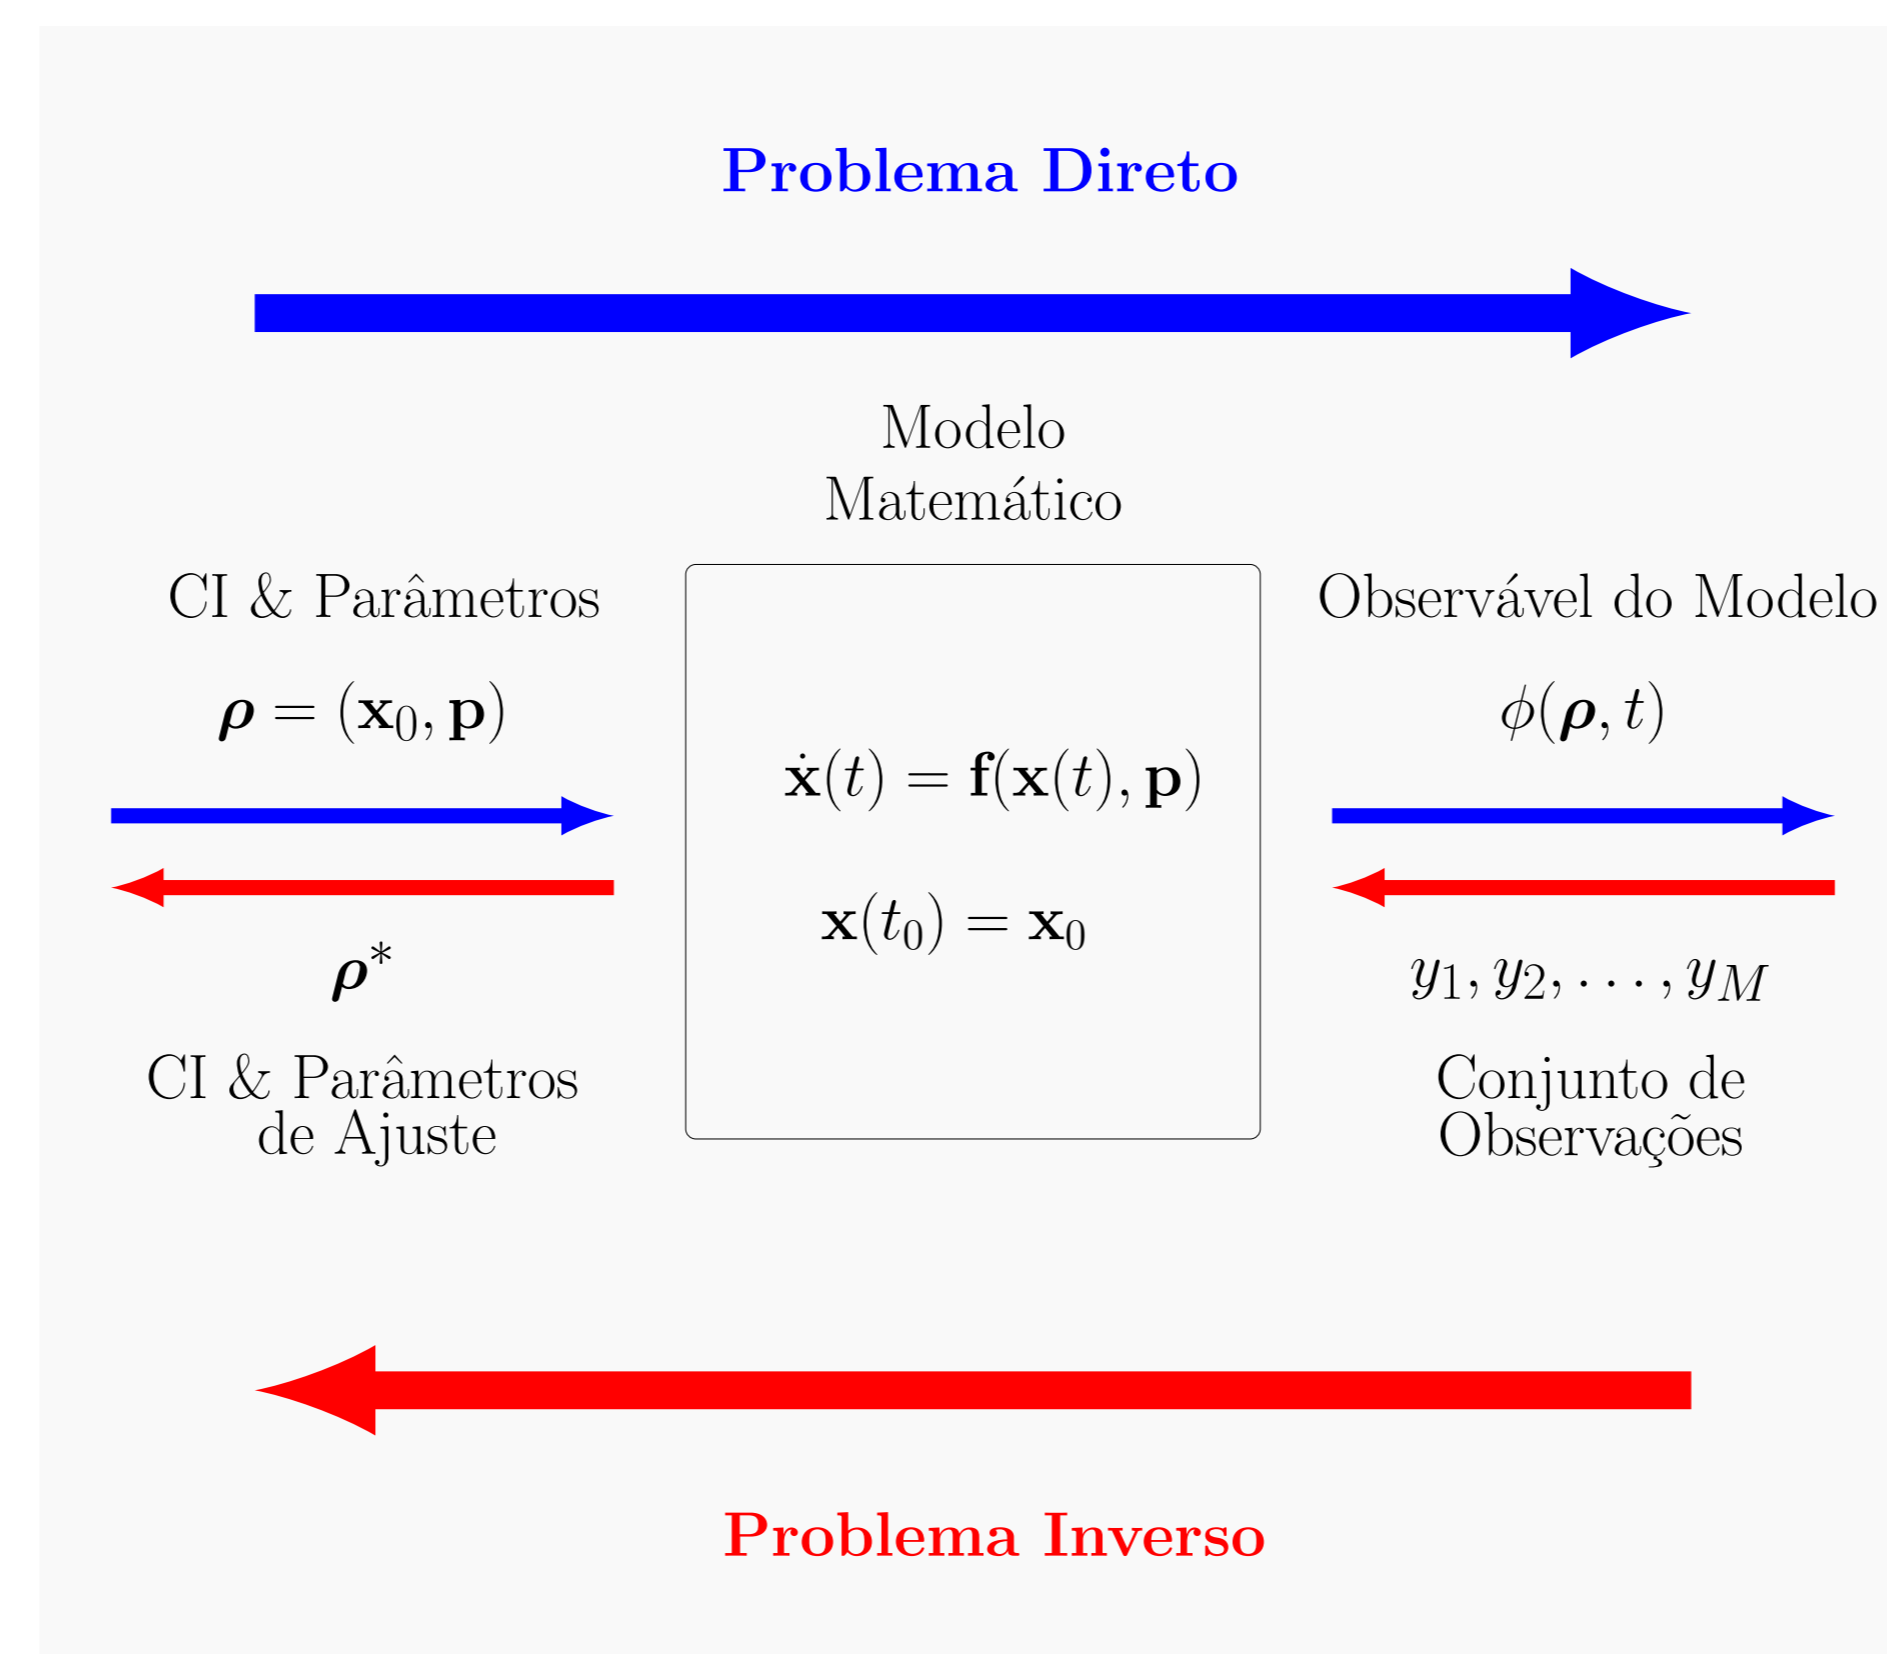 Problema Direto
Modelo
Matemático
CI & Parâmetros
𝛒 = (𝐱₀, 𝐩)
ẋ(t) = 𝐟(𝐱(t), 𝐩)
𝐱(t₀) = 𝐱₀
Observável do Modelo
ϕ(𝛒, t)
𝛒*
CI & Parâmetros
de Ajuste
y₁, y₂, …, y_M
Conjunto de
Observações
Problema Inverso